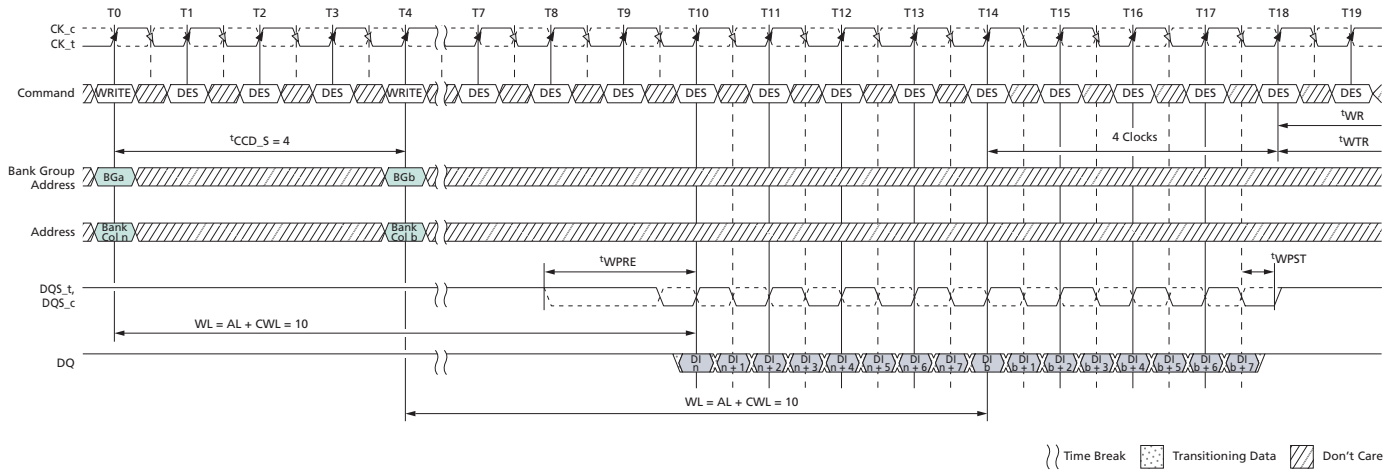 T0 T1 T2 T3 T4 T7 T8 T9 T10 T11 T12 T13 T14 T15 T16 T17 T18 T19
CK_c
CK_t
Command WRITE DES DES DES WRITE DES DES DES DES DES DES DES DES DES DES DES DES DES
tWR
tCCD_S = 4 4 Clocks tWTR
Bank Group
Address
BGa BGb
Address
Bank
Col n
Bank
Col b
tWPRE tWPST
DQS_t,
DQS_c
WL = AL + CWL = 10
DQ
DI
n
DI
n + 1
DI
n + 2
DI
n + 3
DI
n + 4
DI
n + 5
DI
n + 6
DI
n + 7
DI
b
DI
b + 1
DI
b + 2
DI
b + 3
DI
b + 4
DI
b + 5
DI
b + 6
DI
b + 7
WL = AL + CWL = 10
Time Break Transitioning Data Don't Care